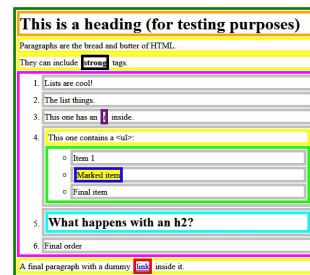 This is a heading (for testing purposes)
Paragraphs are the bread and butter of HTML.
They can include strong tags.
1. Lists are cool!
2. The list things.
3. This one has an i inside.
4. This one contains a <ul>:
○ Item 1
○ Marked item
○ Final item
5. What happens with an h2?
6. Final order
A final paragraph with a dummy link inside it.